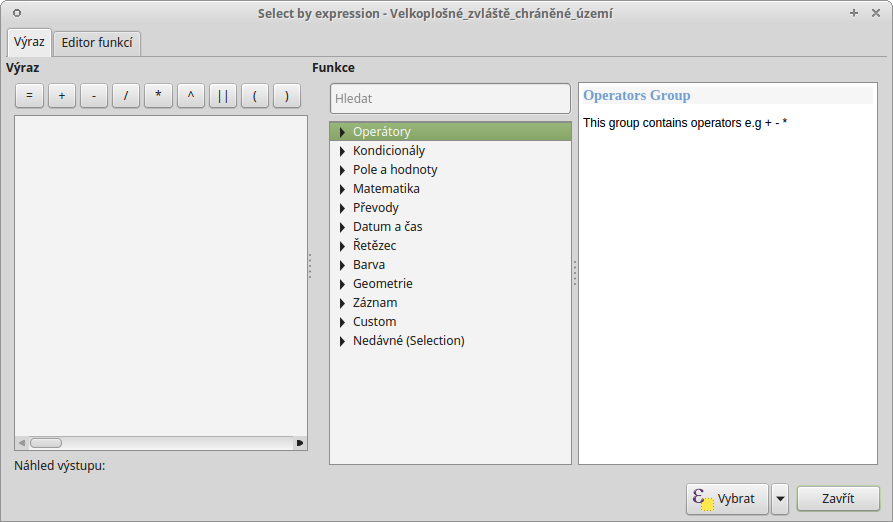 Select by expression - Velkoplošné_zvláště_chráněné_území
Výraz
Editor funkcí
Výraz
Funkce
= + - / * ^ || ( )
Hledat
Operátory
Kondicionály
Pole a hodnoty
Matematika
Převody
Datum a čas
Řetězec
Barva
Geometrie
Záznam
Custom
Nedávné (Selection)
Operators Group
This group contains operators e.g + - *
Náhled výstupu:
Vybrat
Zavřít